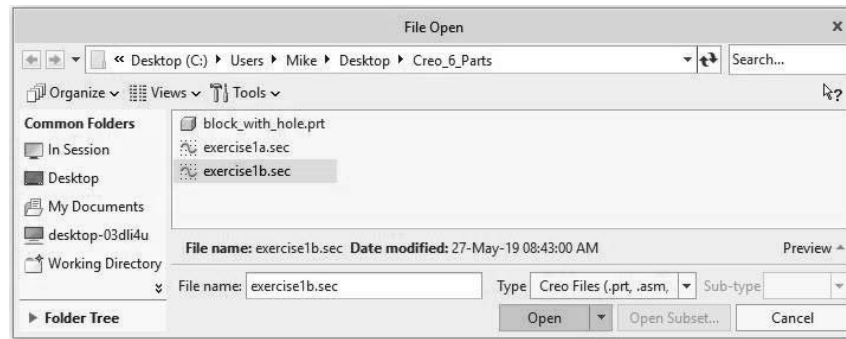 File Open
« Desktop (C:) Users Mike Desktop Creo_6_Parts Search...
Organize Views Tools
Common Folders
In Session
Desktop
My Documents
desktop-03dli4u
Working Directory
Folder Tree
block_with_hole.prt
exercise1a.sec
exercise1b.sec
File name: exercise1b.sec Date modified: 27-May-19 08:43:00 AM Preview
File name: exercise1b.sec Type Creo Files (.prt, .asm, Sub-type
Open Open Subset... Cancel